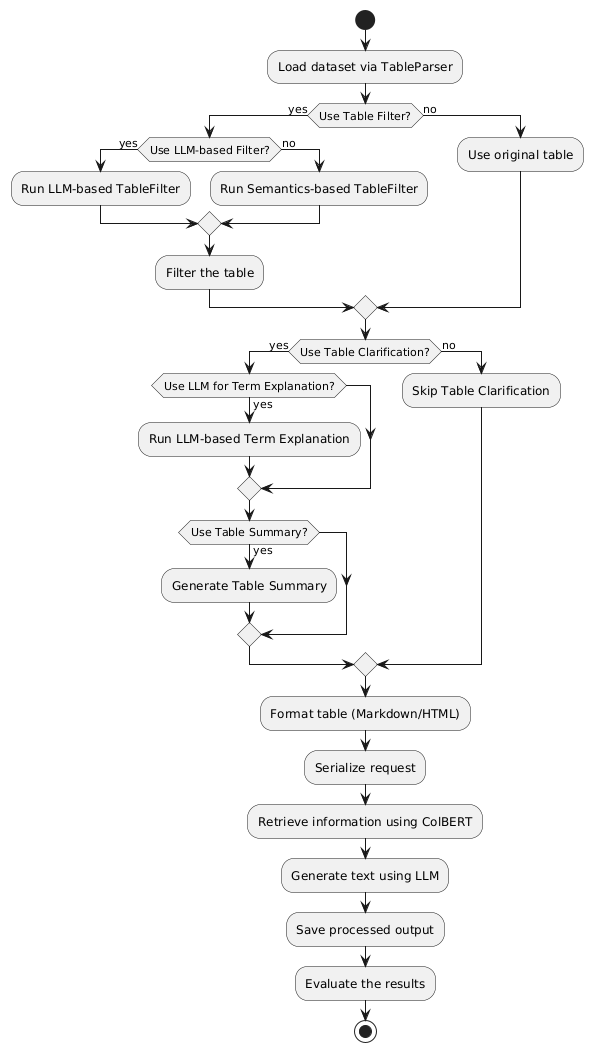 Load dataset via TableParser
yes
Use Table Filter?
no
yes
Use LLM-based Filter?
no
Use original table
Run LLM-based TableFilter
Run Semantics-based TableFilter
Filter the table
yes
Use Table Clarification?
no
Use LLM for Term Explanation?
Skip Table Clarification
yes
Run LLM-based Term Explanation
Use Table Summary?
yes
Generate Table Summary
Format table (Markdown/HTML)
Serialize request
Retrieve information using ColBERT
Generate text using LLM
Save processed output
Evaluate the results